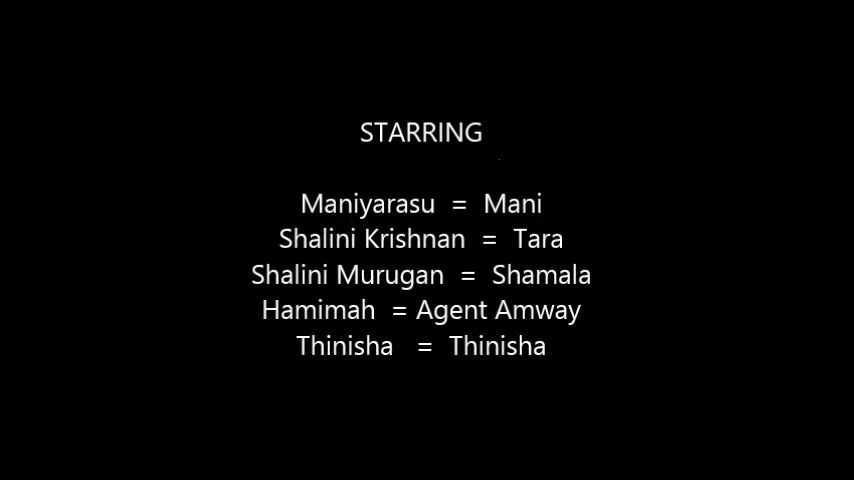 STARRING
Maniyarasu = Mani
Shalini Krishnan = Tara
Shalini Murugan = Shamala
Hamimah = Agent Amway
Thinisha = Thinisha